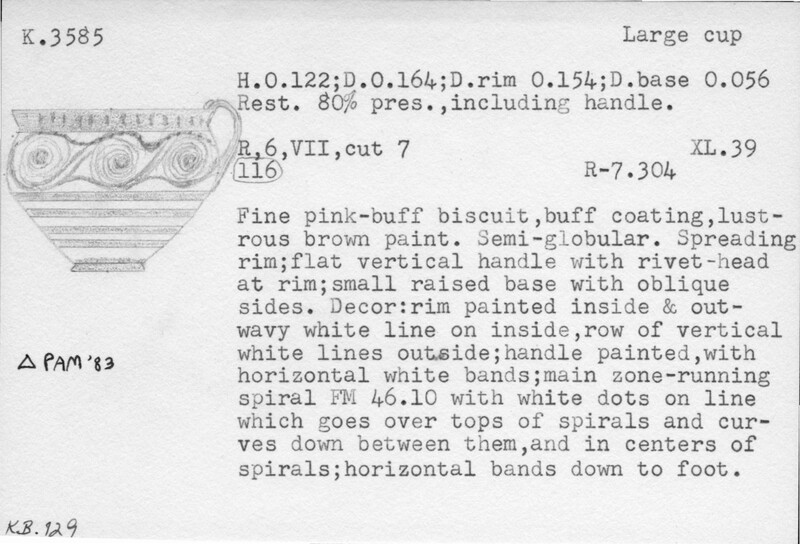 K.3585
Large cup
H.0.122;D.0.164;D.rim 0.154;D.base 0.056
Rest. 80% pres.,including handle.
R,6,VII,cut 7 XL.39
116 R-7.304
Fine pink-buff biscuit,buff coating,lust-
rous brown paint. Semi-globular. Spreading
rim;flat vertical handle with rivet-head
at rim;small raised base with oblique
sides. Decor:rim painted inside & out-
wavy white line on inside,row of vertical
white lines outside;handle painted,with
horizontal white bands;main zone-running
spiral FM 46.10 with white dots on line
which goes over tops of spirals and cur-
ves down between them,and in centers of
spirals;horizontal bands down to foot.
△ PAM '83
K.B. 129